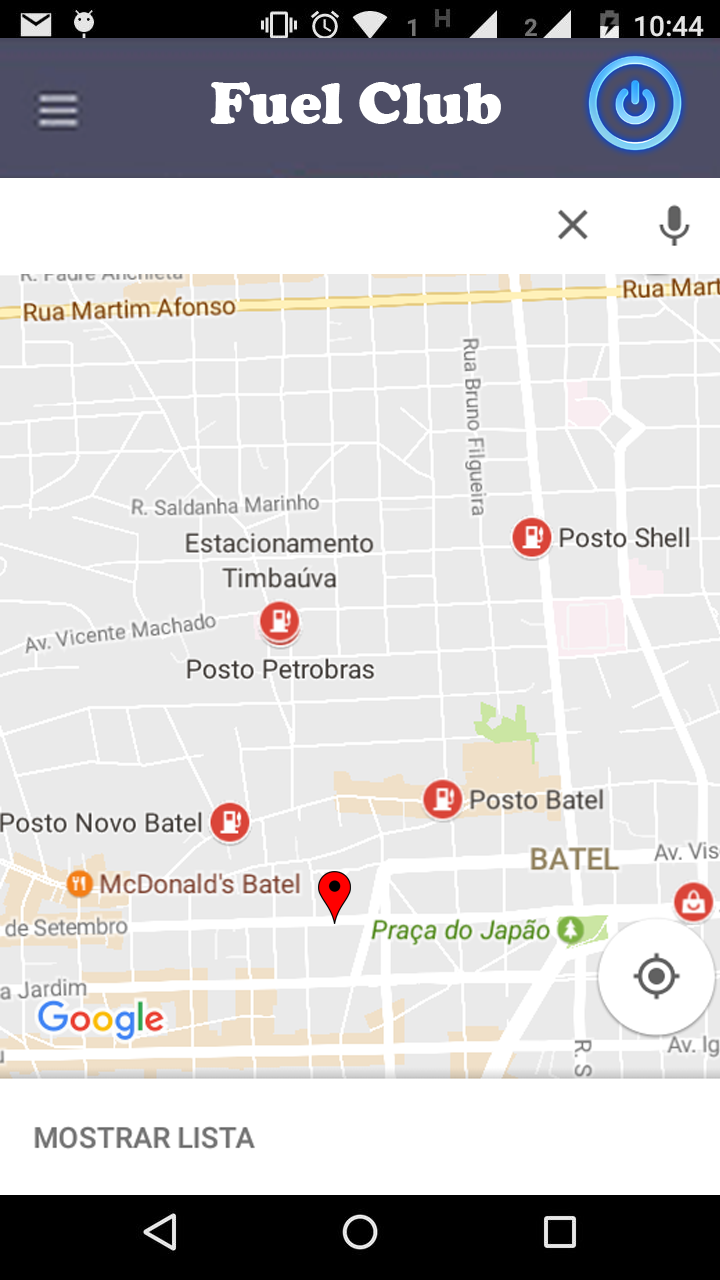 1 H 2 10:44
Fuel Club
R. Padre Anchieta
Rua Mart
Rua Martim Afonso
Rua Bruno Filgueira
R. Saldanha Marinho
Posto Shell
Estacionamento
Timbaúva
Av. Vicente Machado
Posto Petrobras
Posto Batel
Posto Novo Batel
BATEL
Av. Vis
McDonald's Batel
de Setembro
Praça do Japão
a Jardim
Google
R. S
Av. Ig
u
MOSTRAR LISTA